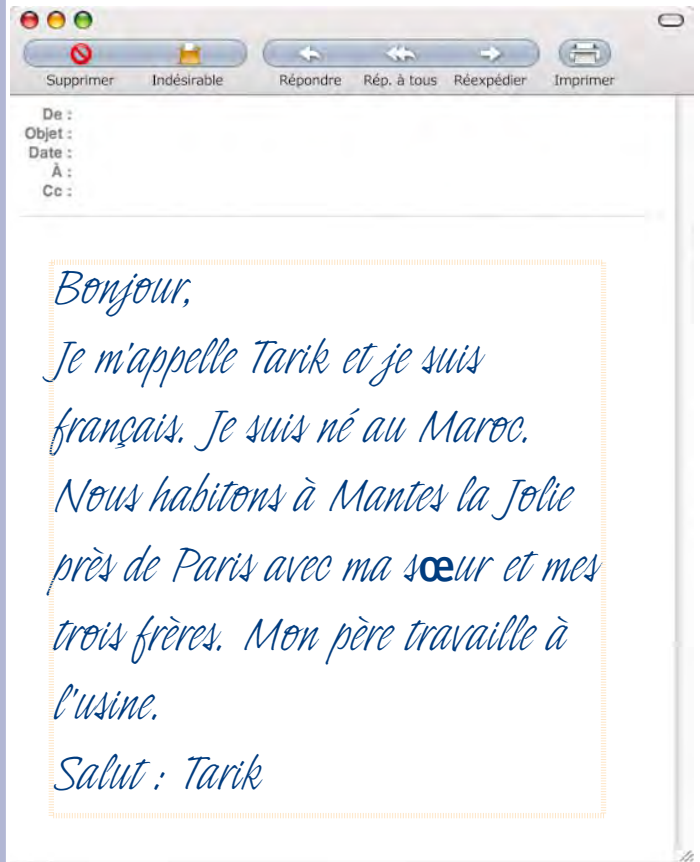 Supprimer Indésirable Répondre Rép. à tous Réexpédier Imprimer
De :
Objet :
Date :
À :
Cc :
Bonjour,
Je m'appelle Tarik et je suis
français. Je suis né au Maroc.
Nous habitons à Mantes la Jolie
près de Paris avec ma sœur et mes
trois frères. Mon père travaille à
l'usine.
Salut : Tarik